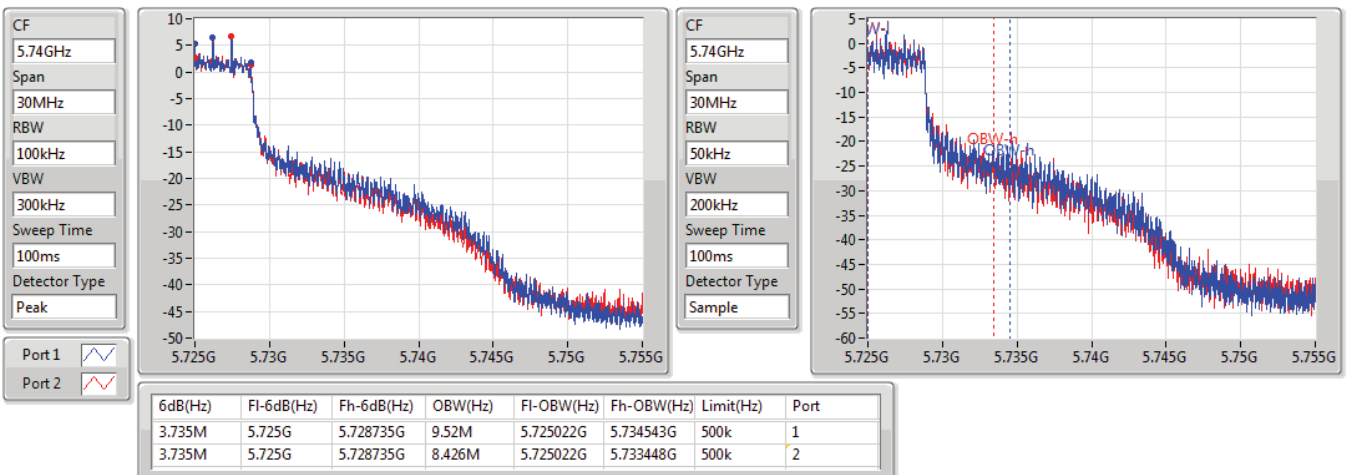 CF
5.74GHz
Span
30MHz
RBW
100kHz
VBW
300kHz
Sweep Time
100ms
Detector Type
Peak
Port 1
Port 2
10
5
0
-5
-10
-15
-20
-25
-30
-35
-40
-45
-50
5.725G 5.73G 5.735G 5.74G 5.745G 5.75G 5.755G
CF
5.74GHz
Span
30MHz
RBW
50kHz
VBW
200kHz
Sweep Time
100ms
Detector Type
Sample
5
0
-5
-10
-15
-20
-25
-30
-35
-40
-45
-50
-55
-60
OBW-h
OBW-h
5.725G 5.73G 5.735G 5.74G 5.745G 5.75G 5.755G
6dB(Hz) Fl-6dB(Hz) Fh-6dB(Hz) OBW(Hz) Fl-OBW(Hz) Fh-OBW(Hz) Limit(Hz) Port
3.735M 5.725G 5.728735G 9.52M 5.725022G 5.734543G 500k 1
3.735M 5.725G 5.728735G 8.426M 5.725022G 5.733448G 500k 2